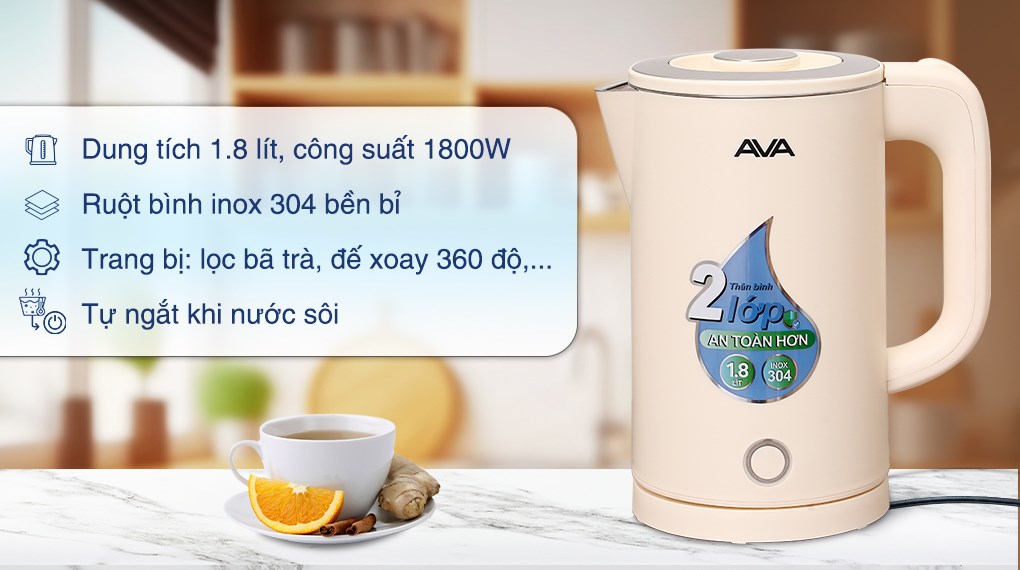 Dung tích 1.8 lít, công suất 1800W
Ruột bình inox 304 bền bỉ
Trang bị: lọc bã trà, đế xoay 360 độ,...
Tự ngắt khi nước sôi
AVA
Thân bình
2 lớp
AN TOÀN HƠN
1.8
LÍT
INOX
304